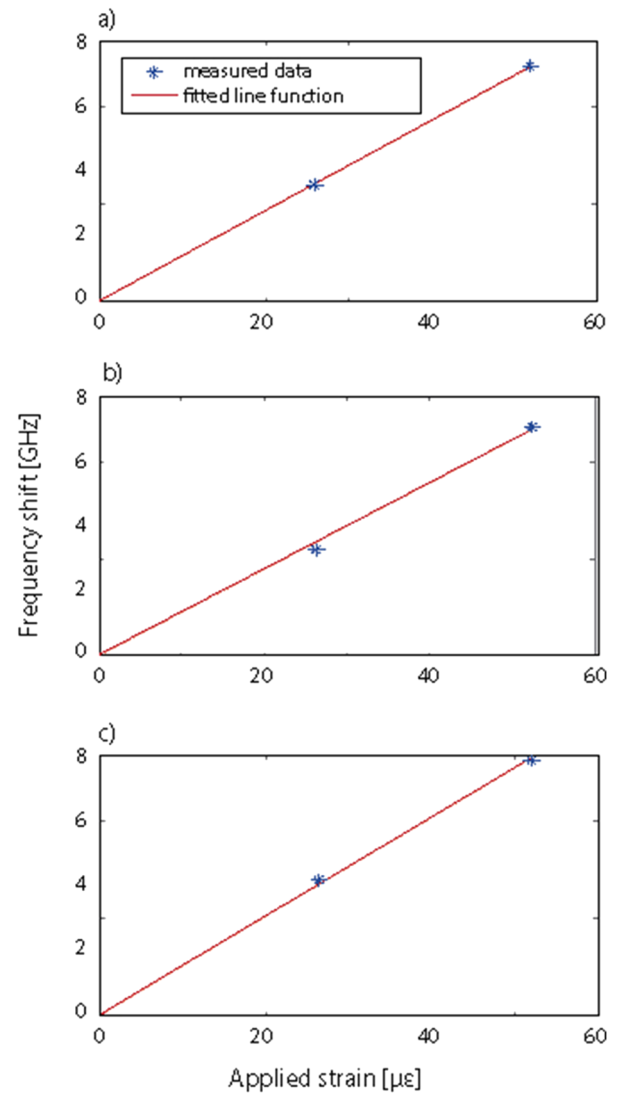 a)
8
measured data
fitted line function
6
4
2
0
0 20 40 60
b)
8
6
4
2
0
0 20 40 60
Frequency shift [GHz]
c)
8
6
4
2
0
0 20 40 60
Applied strain [µε]